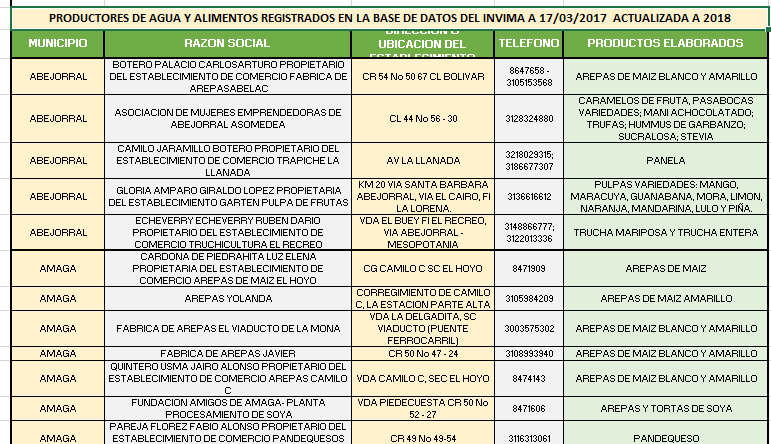 PRODUCTORES DE AGUA Y ALIMENTOS REGISTRADOS EN LA BASE DE DATOS DEL INVIMA A 17/03/2017 ACTUALIZADA A 2018
MUNICIPIO
RAZON SOCIAL
DIRECCION O
UBICACION DEL
ESTABLECIMIENTO
TELEFONO
PRODUCTOS ELABORADOS
ABEJORRAL
BOTERO PALACIO CARLOSARTURO PROPIETARIO
DEL ESTABLECIMIENTO DE COMERCIO FABRICA DE
AREPASABELAC
CR 54 No 50 67 CL BOLIVAR
8647658 -
3105153568
AREPAS DE MAIZ BLANCO Y AMARILLO
ABEJORRAL
ASOCIACION DE MUJERES EMPRENDEDORAS DE
ABEJORRAL ASOMEDEA
CL 44 No 56 - 30
3128324880
CARAMELOS DE FRUTA, PASABOCAS
VARIEDADES; MANI ACHOCOLATADO;
TRUFAS; HUMMUS DE GARBANZO;
SUCRALOSA; STEVIA
ABEJORRAL
CAMILO JARAMILLO BOTERO PROPIETARIO DEL
ESTABLECIMIENTO DE COMERCIO TRAPICHE LA
LLANADA
AV LA LLANADA
3218029315;
3186677307
PANELA
ABEJORRAL
GLORIA AMPARO GIRALDO LOPEZ PROPIETARIA
DEL ESTABLECIMIENTO GARTEN PULPA DE FRUTAS
KM 20 VIA SANTA BARBARA
ABEJORRAL, VIA EL CAIRO, FI
LA LORENA.
3136616612
PULPAS VARIEDADES: MANGO,
MARACUYA, GUANABANA, MORA, LIMON,
NARANJA, MANDARINA, LULO Y PIÑA.
ABEJORRAL
ECHEVERRY ECHEVERRY RUBEN DARIO
PROPIETARIO DEL ESTABLECIMIENTO DE
COMERCIO TRUCHICULTURA EL RECREO
VDA EL BUEY FI EL RECREO,
VIA ABEJORRAL -
MESOPOTANIA
3148866777;
3122013336
TRUCHA MARIPOSA Y TRUCHA ENTERA
AMAGA
CARDONA DE PIEDRAHITA LUZ ELENA
PROPIETARIA DEL ESTABLECIMIENTO DE
COMERCIO AREPAS DE MAIZ EL HOYO
CG CAMILO C SC EL HOYO
8471909
AREPAS DE MAIZ
AMAGA
AREPAS YOLANDA
CORREGIMIENTO DE CAMILO
C, LA ESTACION PARTE ALTA
3105984209
AREPAS DE MAIZ AMARILLO
AMAGA
FABRICA DE AREPAS EL VIADUCTO DE LA MONA
VDA LA DELGADITA, SC
VIADUCTO (PUENTE
FERROCARRIL)
3003575302
AREPAS DE MAIZ BLANCO Y AMARILLO
AMAGA
FABRICA DE AREPAS JAVIER
CR 50 No 47 - 24
3108993940
AREPAS DE MAIZ BLANCO Y AMARILLO
AMAGA
QUINTERO USMA JAIRO ALONSO PROPIETARIO DEL
ESTABLECIMIENTO DE COMERCIO AREPAS CAMILO
C
VDA CAMILO C, SEC EL HOYO
8474143
AREPAS DE MAIZ BLANCO Y AMARILLO
AMAGA
FUNDACION AMIGOS DE AMAGA- PLANTA
PROCESAMIENTO DE SOYA
VDA PIEDECUESTA CR 50 No
52 - 27
8471606
AREPAS Y TORTAS DE SOYA
AMAGA
PAREJA FLOREZ FABIO ALONSO PROPIETARIO DEL
ESTABLECIMIENTO DE COMERCIO PANDEQUESOS
CR 49 No 49-54
3116313061
PANDEQUESO